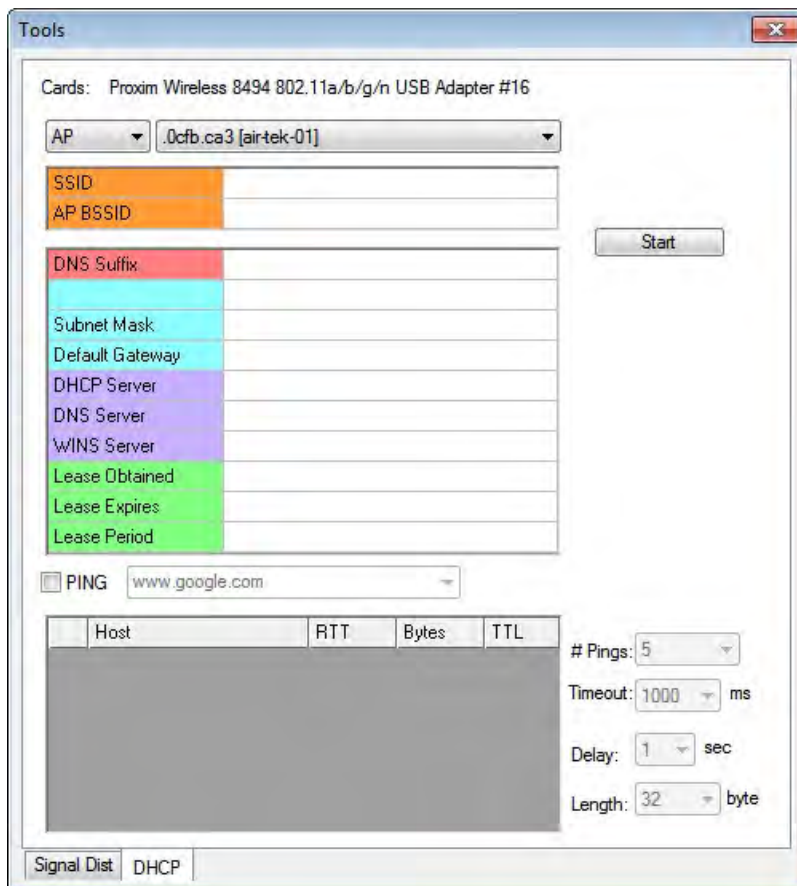 Tools
Cards: Proxim Wireless 8494 802.11a/b/g/n USB Adapter #16
AP .0cfb.ca3 [air-tek-01]
SSID
AP BSSID
Start
DNS Suffix
Subnet Mask
Default Gateway
DHCP Server
DNS Server
WINS Server
Lease Obtained
Lease Expires
Lease Period
PING www.google.com
Host RTT Bytes TTL
# Pings: 5
Timeout: 1000 ms
Delay: 1 sec
Length: 32 byte
Signal Dist DHCP